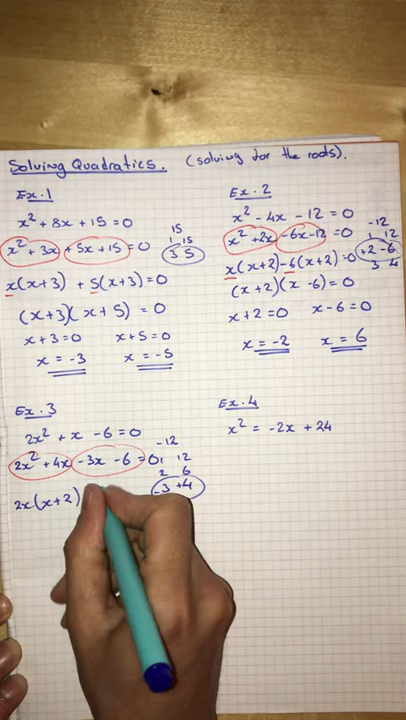 Solving Quadratics. (solving for the roots).
Ex.1
x² + 8x + 15 = 0
15
1 15
x² + 3x + 5x + 15 = 0
3 5
x(x+3) + 5(x+3) = 0
(x+3)(x+5) = 0
x+3=0 x+5=0
x = -3 x = -5
Ex.2
x² - 4x - 12 = 0
-12
1 12
x² + 2x - 6x - 12 = 0
+2 -6
3 4
x(x+2) - 6(x+2) = 0
(x+2)(x-6) = 0
x+2=0 x-6=0
x = -2 x = 6
Ex.3
2x² + x - 6 = 0
-12
2x² + 4x - 3x - 6 = 0
1 12
2 6
-3 +4
2x(x+2)
Ex.4
x² = -2x + 24